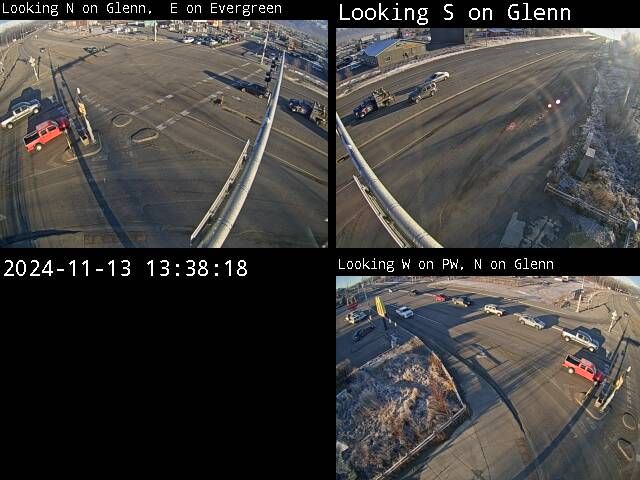 Looking N on Glenn,  E on Evergreen
Looking S on Glenn
2024-11-13 13:38:18
Looking W on PW, N on Glenn